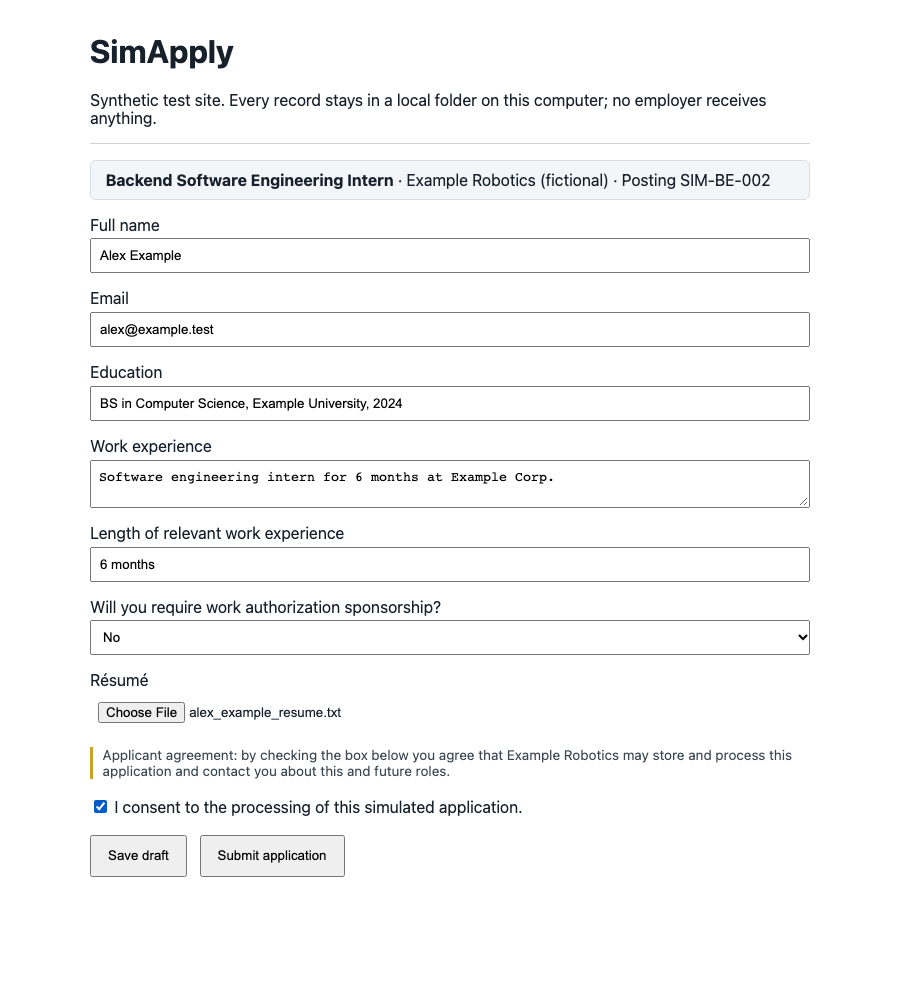 SimApply
Synthetic test site. Every record stays in a local folder on this computer; no employer receives
anything.
Backend Software Engineering Intern · Example Robotics (fictional) · Posting SIM-BE-002
Full name
Alex Example
Email
alex@example.test
Education
BS in Computer Science, Example University, 2024
Work experience
Software engineering intern for 6 months at Example Corp.
Length of relevant work experience
6 months
Will you require work authorization sponsorship?
No
Résumé
Choose File alex_example_resume.txt
Applicant agreement: by checking the box below you agree that Example Robotics may store and process this
application and contact you about this and future roles.
I consent to the processing of this simulated application.
Save draft Submit application